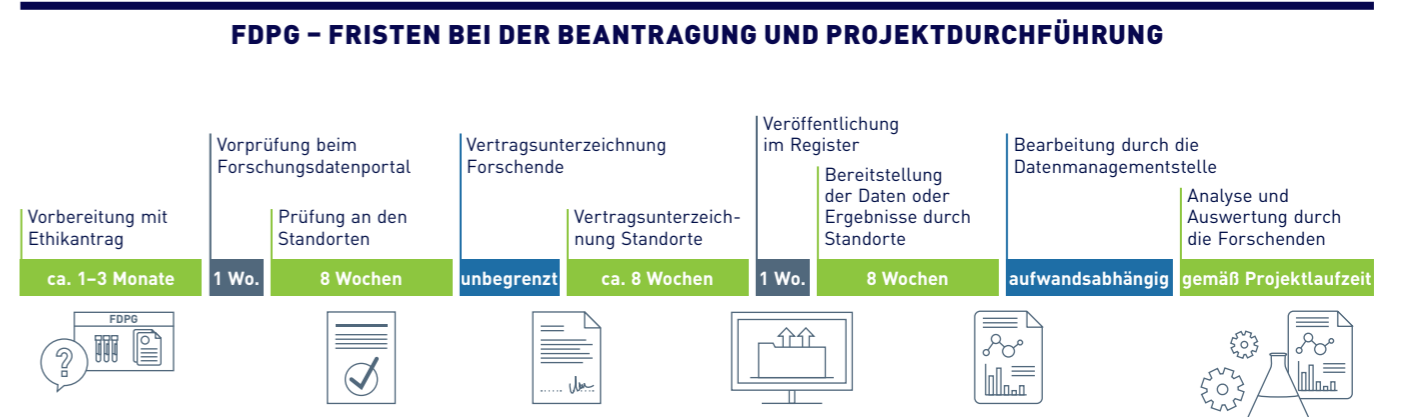 FDPG – FRISTEN BEI DER BEANTRAGUNG UND PROJEKTDURCHFÜHRUNG
Vorbereitung mit
Ethikantrag
ca. 1–3 Monate
Vorprüfung beim
Forschungsdatenportal
1 Wo.
Prüfung an den
Standorten
8 Wochen
Vertragsunterzeichnung
Forschende
unbegrenzt
Vertragsunterzeich-
nung Standorte
ca. 8 Wochen
Veröffentlichung
im Register
1 Wo.
Bereitstellung
der Daten oder
Ergebnisse durch
Standorte
8 Wochen
Bearbeitung durch die
Datenmanagementstelle
aufwandsabhängig
Analyse und
Auswertung durch
die Forschenden
gemäß Projektlaufzeit
FDPG
?